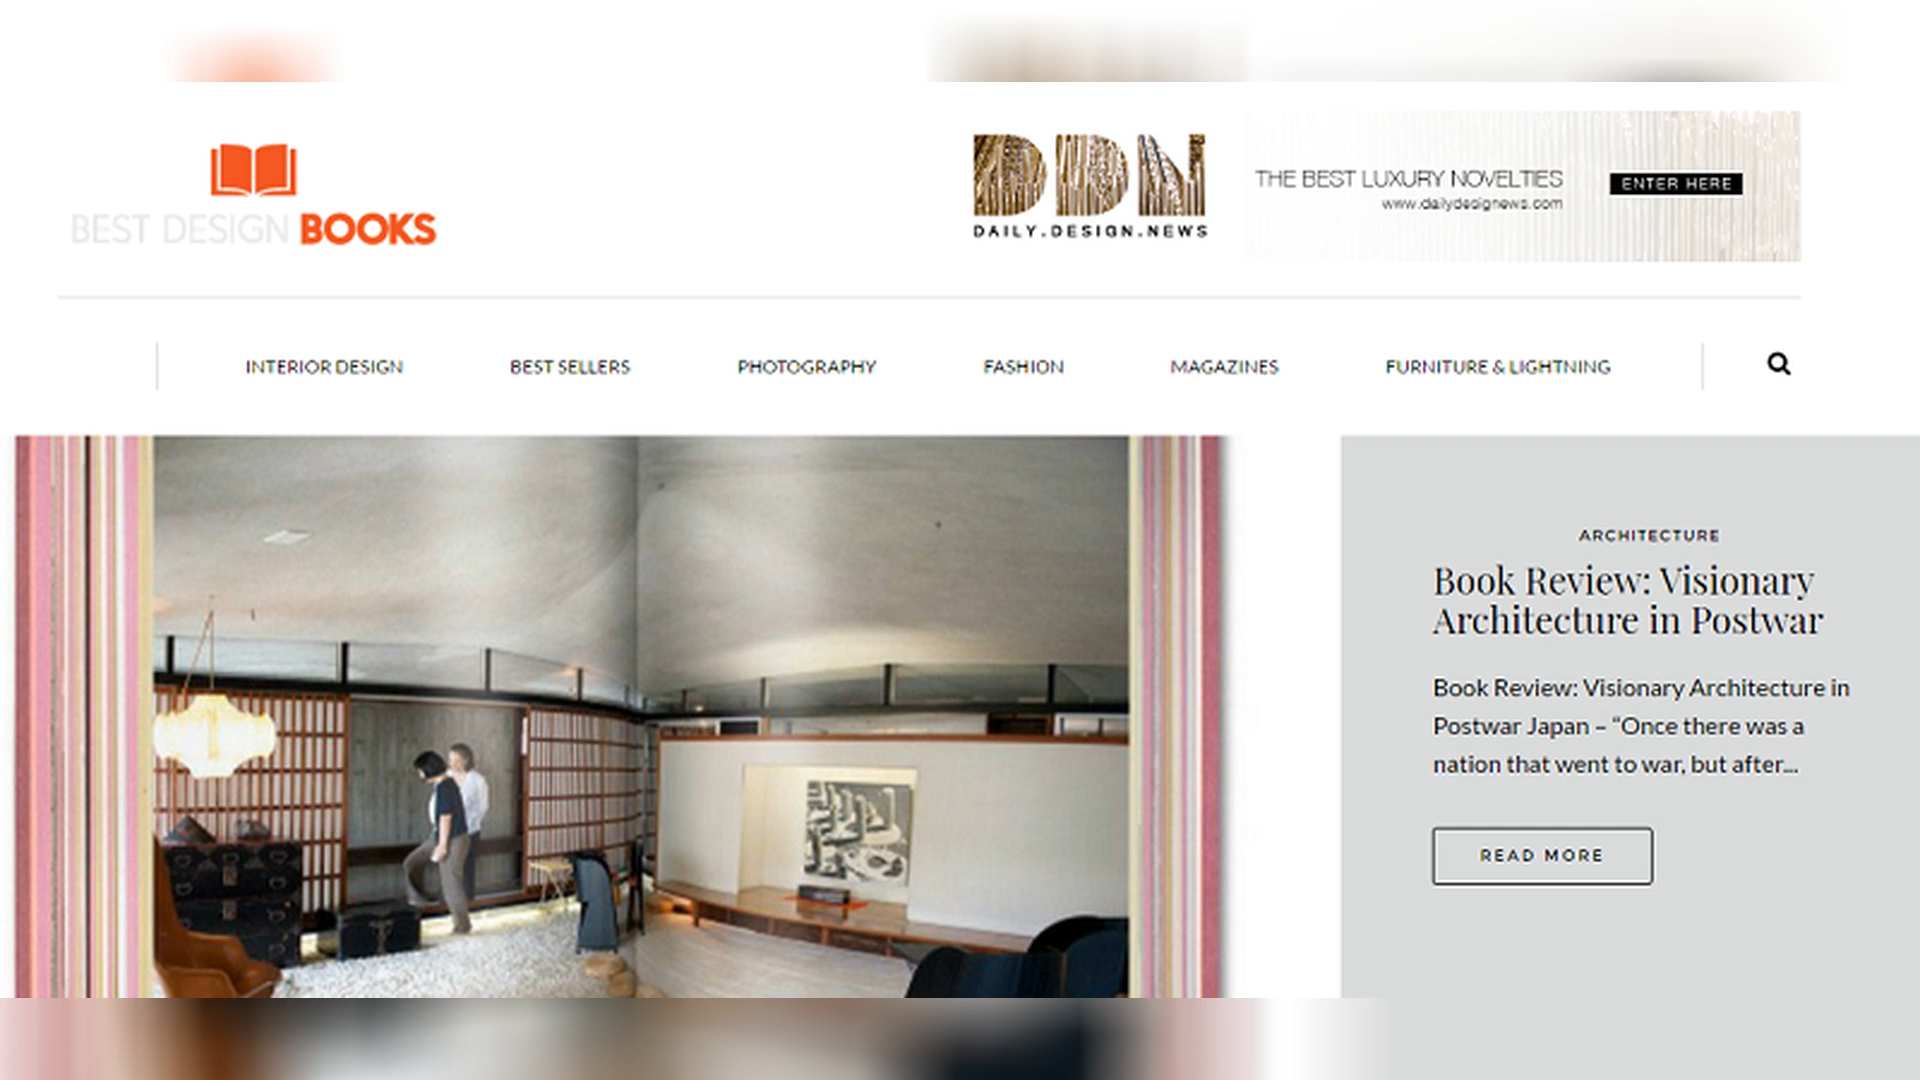 BEST DESIGN BOOKS
DDN
DAILY.DESIGN.NEWS
THE BEST LUXURY NOVELTIES
www.dailydesignews.com
ENTER HERE
INTERIOR DESIGN
BEST SELLERS
PHOTOGRAPHY
FASHION
MAGAZINES
FURNITURE & LIGHTNING
ARCHITECTURE
Book Review: Visionary
Architecture in Postwar
Book Review: Visionary Architecture in
Postwar Japan – “Once there was a
nation that went to war, but after...
READ MORE